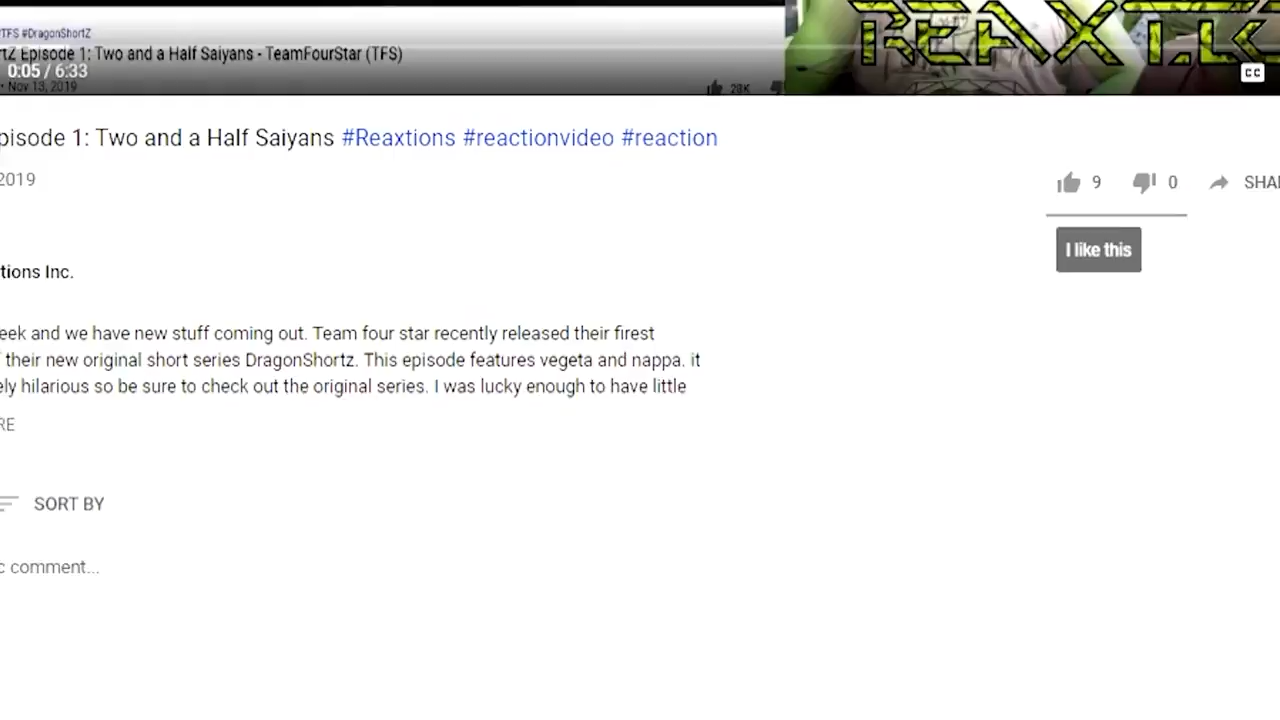 TFS #DragonShortZ
rtZ Episode 1: Two and a Half Saiyans - TeamFourStar (TFS)
0:05 / 6:33
• Nov 13, 2019
28K
REAXTIO
CC
pisode 1: Two and a Half Saiyans #Reaxtions #reactionvideo #reaction
2019
9
0
SHA
I like this
tions Inc.
eek and we have new stuff coming out. Team four star recently released their firest
their new original short series DragonShortz. This episode features vegeta and nappa. it
ely hilarious so be sure to check out the original series. I was lucky enough to have little
RE
SORT BY
c comment...